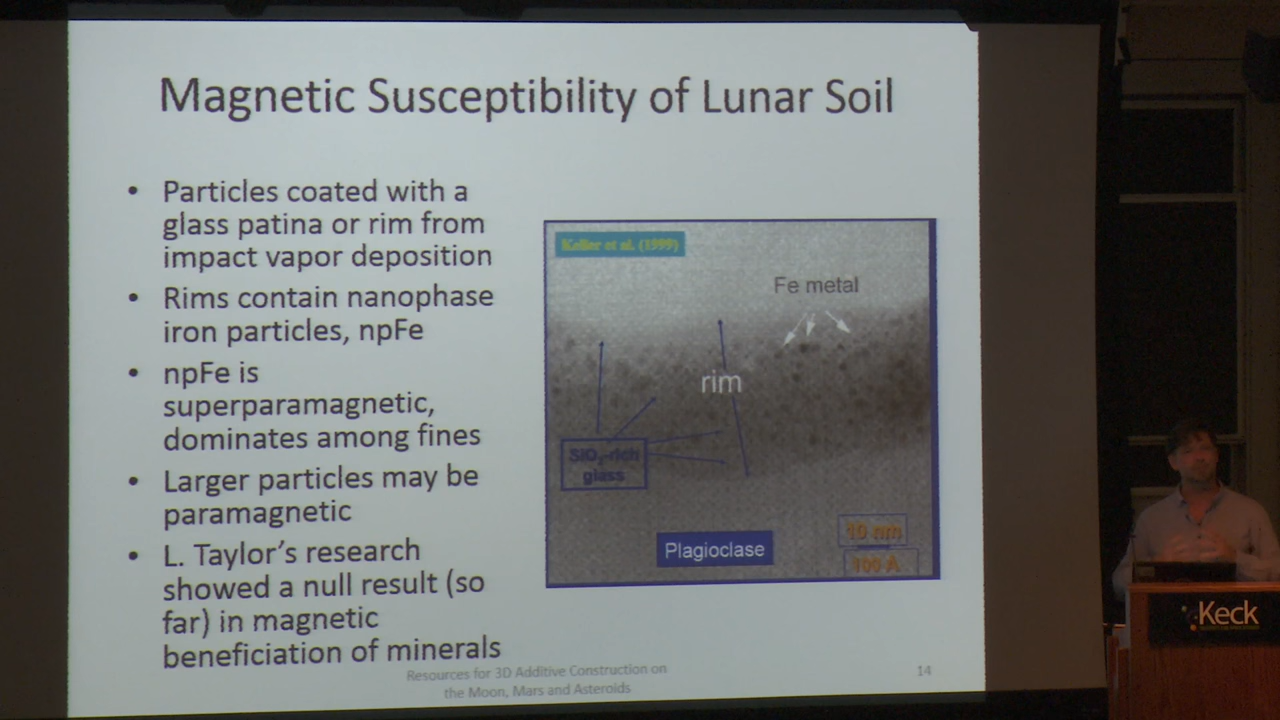 Magnetic Susceptibility of Lunar Soil
• Particles coated with a
glass patina or rim from
impact vapor deposition
• Rims contain nanophase
iron particles, npFe
• npFe is
superparamagnetic,
dominates among fines
• Larger particles may be
paramagnetic
• L. Taylor's research
showed a null result (so
far) in magnetic
beneficiation of minerals
Keller et al. (1999)
Fe metal
rim
SiO₂-rich
glass
Plagioclase
10 nm
100 Å
Resources for 3D Additive Construction on
the Moon, Mars and Asteroids
14
Keck